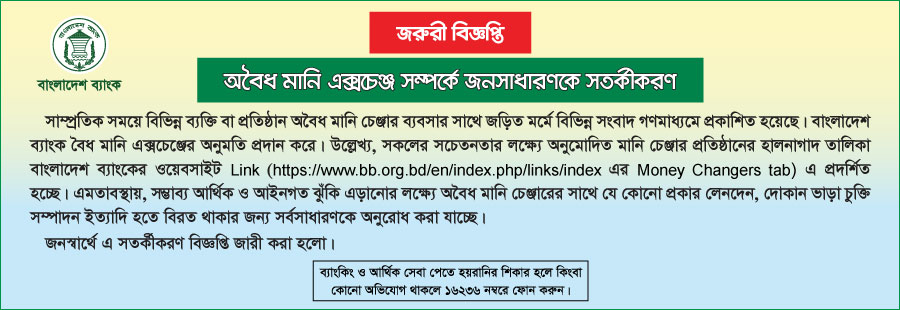 জরুরী বিজ্ঞপ্তি
বাংলাদেশ ব্যাংক
বাংলাদেশ ব্যাংক
অবৈধ মানি এক্সচেঞ্জ সম্পর্কে জনসাধারণকে সতর্কীকরণ
সাম্প্রতিক সময়ে বিভিন্ন ব্যক্তি বা প্রতিষ্ঠান অবৈধ মানি চেঞ্জার ব্যবসার সাথে জড়িত মর্মে বিভিন্ন সংবাদ গণমাধ্যমে প্রকাশিত হয়েছে। বাংলাদেশ
ব্যাংক বৈধ মানি এক্সচেঞ্জের অনুমতি প্রদান করে। উল্লেখ্য, সকলের সচেতনতার লক্ষ্যে অনুমোদিত মানি চেঞ্জার প্রতিষ্ঠানের হালনাগাদ তালিকা
বাংলাদেশ ব্যাংকের ওয়েবসাইট Link (https://www.bb.org.bd/en/index.php/links/index এর Money Changers tab) এ প্রদর্শিত
হচ্ছে। এমতাবস্থায়, সম্ভাব্য আর্থিক ও আইনগত ঝুঁকি এড়ানোর লক্ষ্যে অবৈধ মানি চেঞ্জারের সাথে যে কোনো প্রকার লেনদেন, দোকান ভাড়া চুক্তি
সম্পাদন ইত্যাদি হতে বিরত থাকার জন্য সর্বসাধারণকে অনুরোধ করা যাচ্ছে।
জনস্বার্থে এ সতর্কীকরণ বিজ্ঞপ্তি জারী করা হলো।
ব্যাংকিং ও আর্থিক সেবা পেতে হয়রানির শিকার হলে কিংবা
কোনো অভিযোগ থাকলে ১৬২৩৬ নম্বরে ফোন করুন।